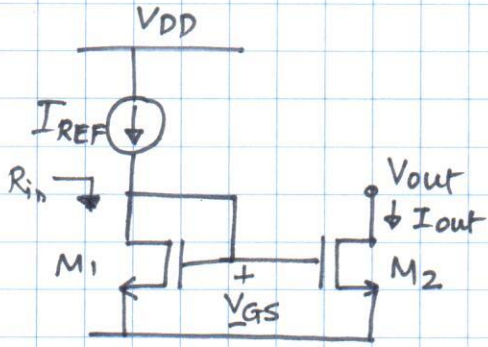 VDD
IREF
Rin
Vout
Iout
M1
+
VGS
-
M2